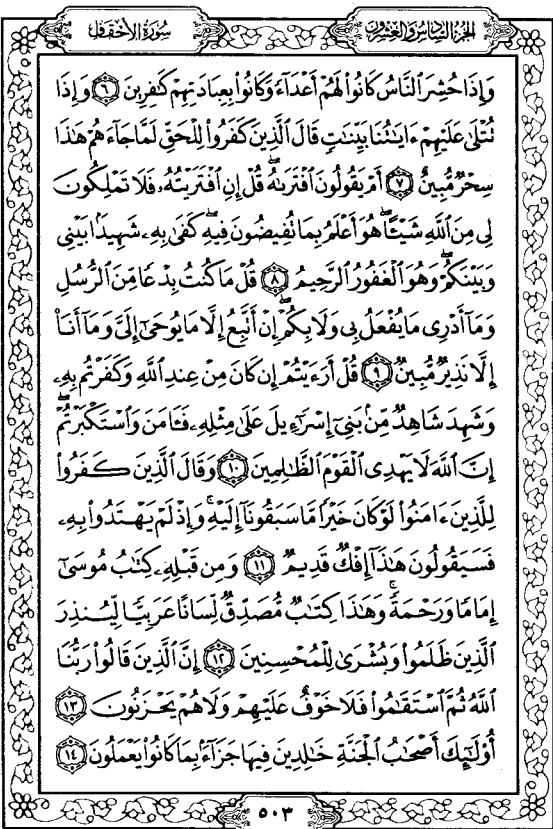 الجزء السادس والعشرون
سورة الأحقاف
وَإِذَا حُشِرَ ٱلنَّاسُ كَانُواْ لَهُمْ أَعْدَآءً وَكَانُواْ بِعِبَادَتِهِمْ كَٰفِرِينَ ٦ وَإِذَا
تُتْلَىٰ عَلَيْهِمْ ءَايَٰتُنَا بَيِّنَٰتٍ قَالَ ٱلَّذِينَ كَفَرُواْ لِلْحَقِّ لَمَّا جَآءَهُمْ هَٰذَا
سِحْرٌ مُّبِينٌ ٧ أَمْ يَقُولُونَ ٱفْتَرَىٰهُ ۖ قُلْ إِنِ ٱفْتَرَيْتُهُۥ فَلَا تَمْلِكُونَ
لِى مِنَ ٱللَّهِ شَيْـًٔا ۖ هُوَ أَعْلَمُ بِمَا تُفِيضُونَ فِيهِ ۖ كَفَىٰ بِهِۦ شَهِيدًۢا بَيْنِى
وَبَيْنَكُمْ ۖ وَهُوَ ٱلْغَفُورُ ٱلرَّحِيمُ ٨ قُلْ مَا كُنتُ بِدْعًا مِّنَ ٱلرُّسُلِ
وَمَآ أَدْرِى مَا يُفْعَلُ بِى وَلَا بِكُمْ ۖ إِنْ أَتَّبِعُ إِلَّا مَا يُوحَىٰٓ إِلَىَّ وَمَآ أَنَا۠
إِلَّا نَذِيرٌ مُّبِينٌ ٩ قُلْ أَرَءَيْتُمْ إِن كَانَ مِنْ عِندِ ٱللَّهِ وَكَفَرْتُم بِهِۦ
وَشَهِدَ شَاهِدٌ مِّنۢ بَنِىٓ إِسْرَٰٓءِيلَ عَلَىٰ مِثْلِهِۦ فَـَٔامَنَ وَٱسْتَكْبَرْتُمْ ۖ
إِنَّ ٱللَّهَ لَا يَهْدِى ٱلْقَوْمَ ٱلظَّٰلِمِينَ ١٠ وَقَالَ ٱلَّذِينَ كَفَرُواْ
لِلَّذِينَ ءَامَنُواْ لَوْ كَانَ خَيْرًا مَّا سَبَقُونَآ إِلَيْهِ ۚ وَإِذْ لَمْ يَهْتَدُواْ بِهِۦ
فَسَيَقُولُونَ هَٰذَآ إِفْكٌ قَدِيمٌ ١١ وَمِن قَبْلِهِۦ كِتَٰبُ مُوسَىٰٓ
إِمَامًا وَرَحْمَةً ۚ وَهَٰذَا كِتَٰبٌ مُّصَدِّقٌ لِّسَانًا عَرَبِيًّا لِّيُنذِرَ
ٱلَّذِينَ ظَلَمُواْ وَبُشْرَىٰ لِلْمُحْسِنِينَ ١٢ إِنَّ ٱلَّذِينَ قَالُواْ رَبُّنَا
ٱللَّهُ ثُمَّ ٱسْتَقَٰمُواْ فَلَا خَوْفٌ عَلَيْهِمْ وَلَا هُمْ يَحْزَنُونَ ١٣
أُوْلَٰٓئِكَ أَصْحَٰبُ ٱلْجَنَّةِ خَٰلِدِينَ فِيهَا جَزَآءًۢ بِمَا كَانُواْ يَعْمَلُونَ ١٤
٥٠٣